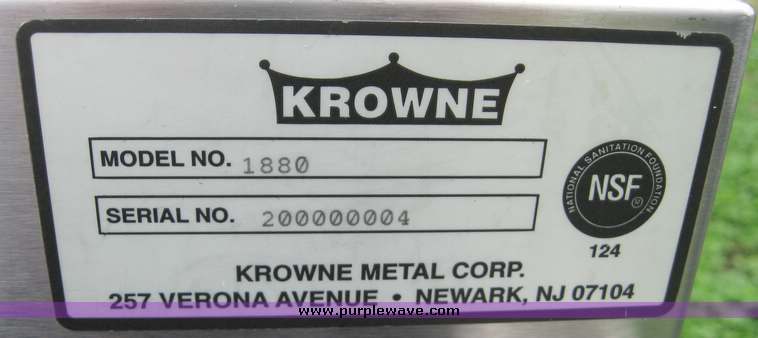 KROWNE
MODEL NO. 1880
SERIAL NO. 200000004
NATIONAL SANITATION FOUNDATION
NSF®
124
KROWNE METAL CORP.
257 VERONA AVENUE • NEWARK, NJ 07104
www.purplewave.com